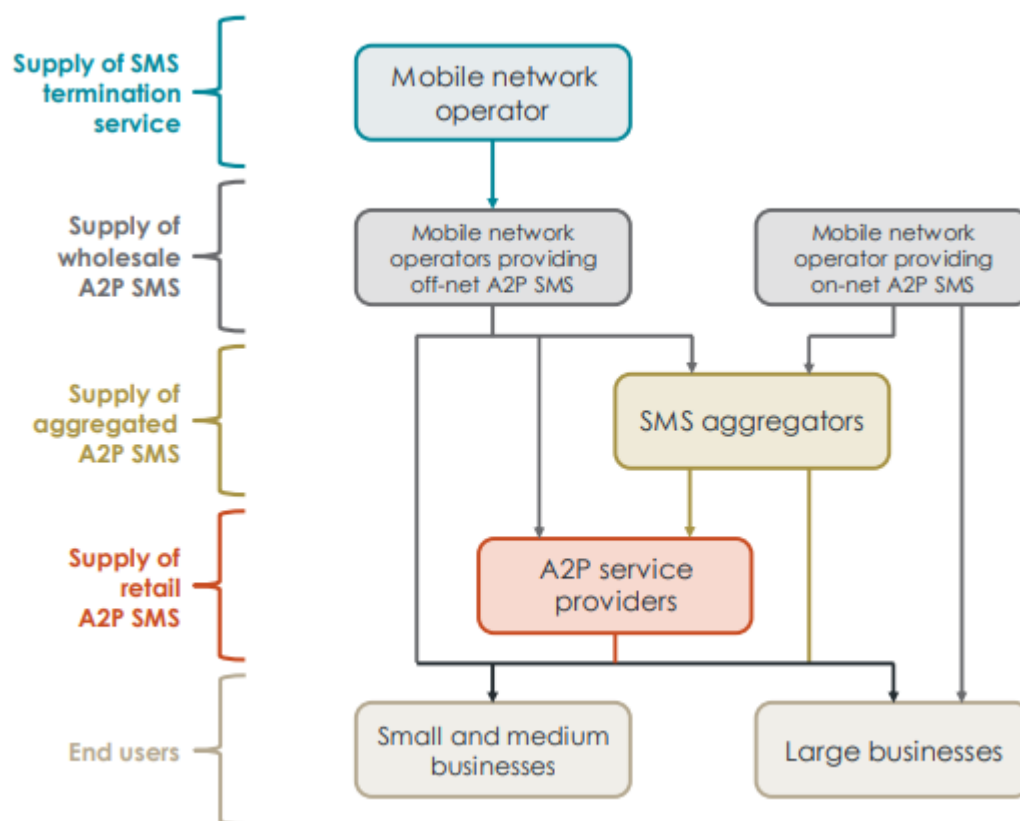 Supply of SMS
termination
service
Mobile network
operator
Supply of
wholesale
A2P SMS
Mobile network
operators providing
off-net A2P SMS
Mobile network
operator providing
on-net A2P SMS
Supply of
aggregated
A2P SMS
SMS aggregators
Supply of
retail
A2P SMS
A2P service
providers
End users
Small and medium
businesses
Large businesses